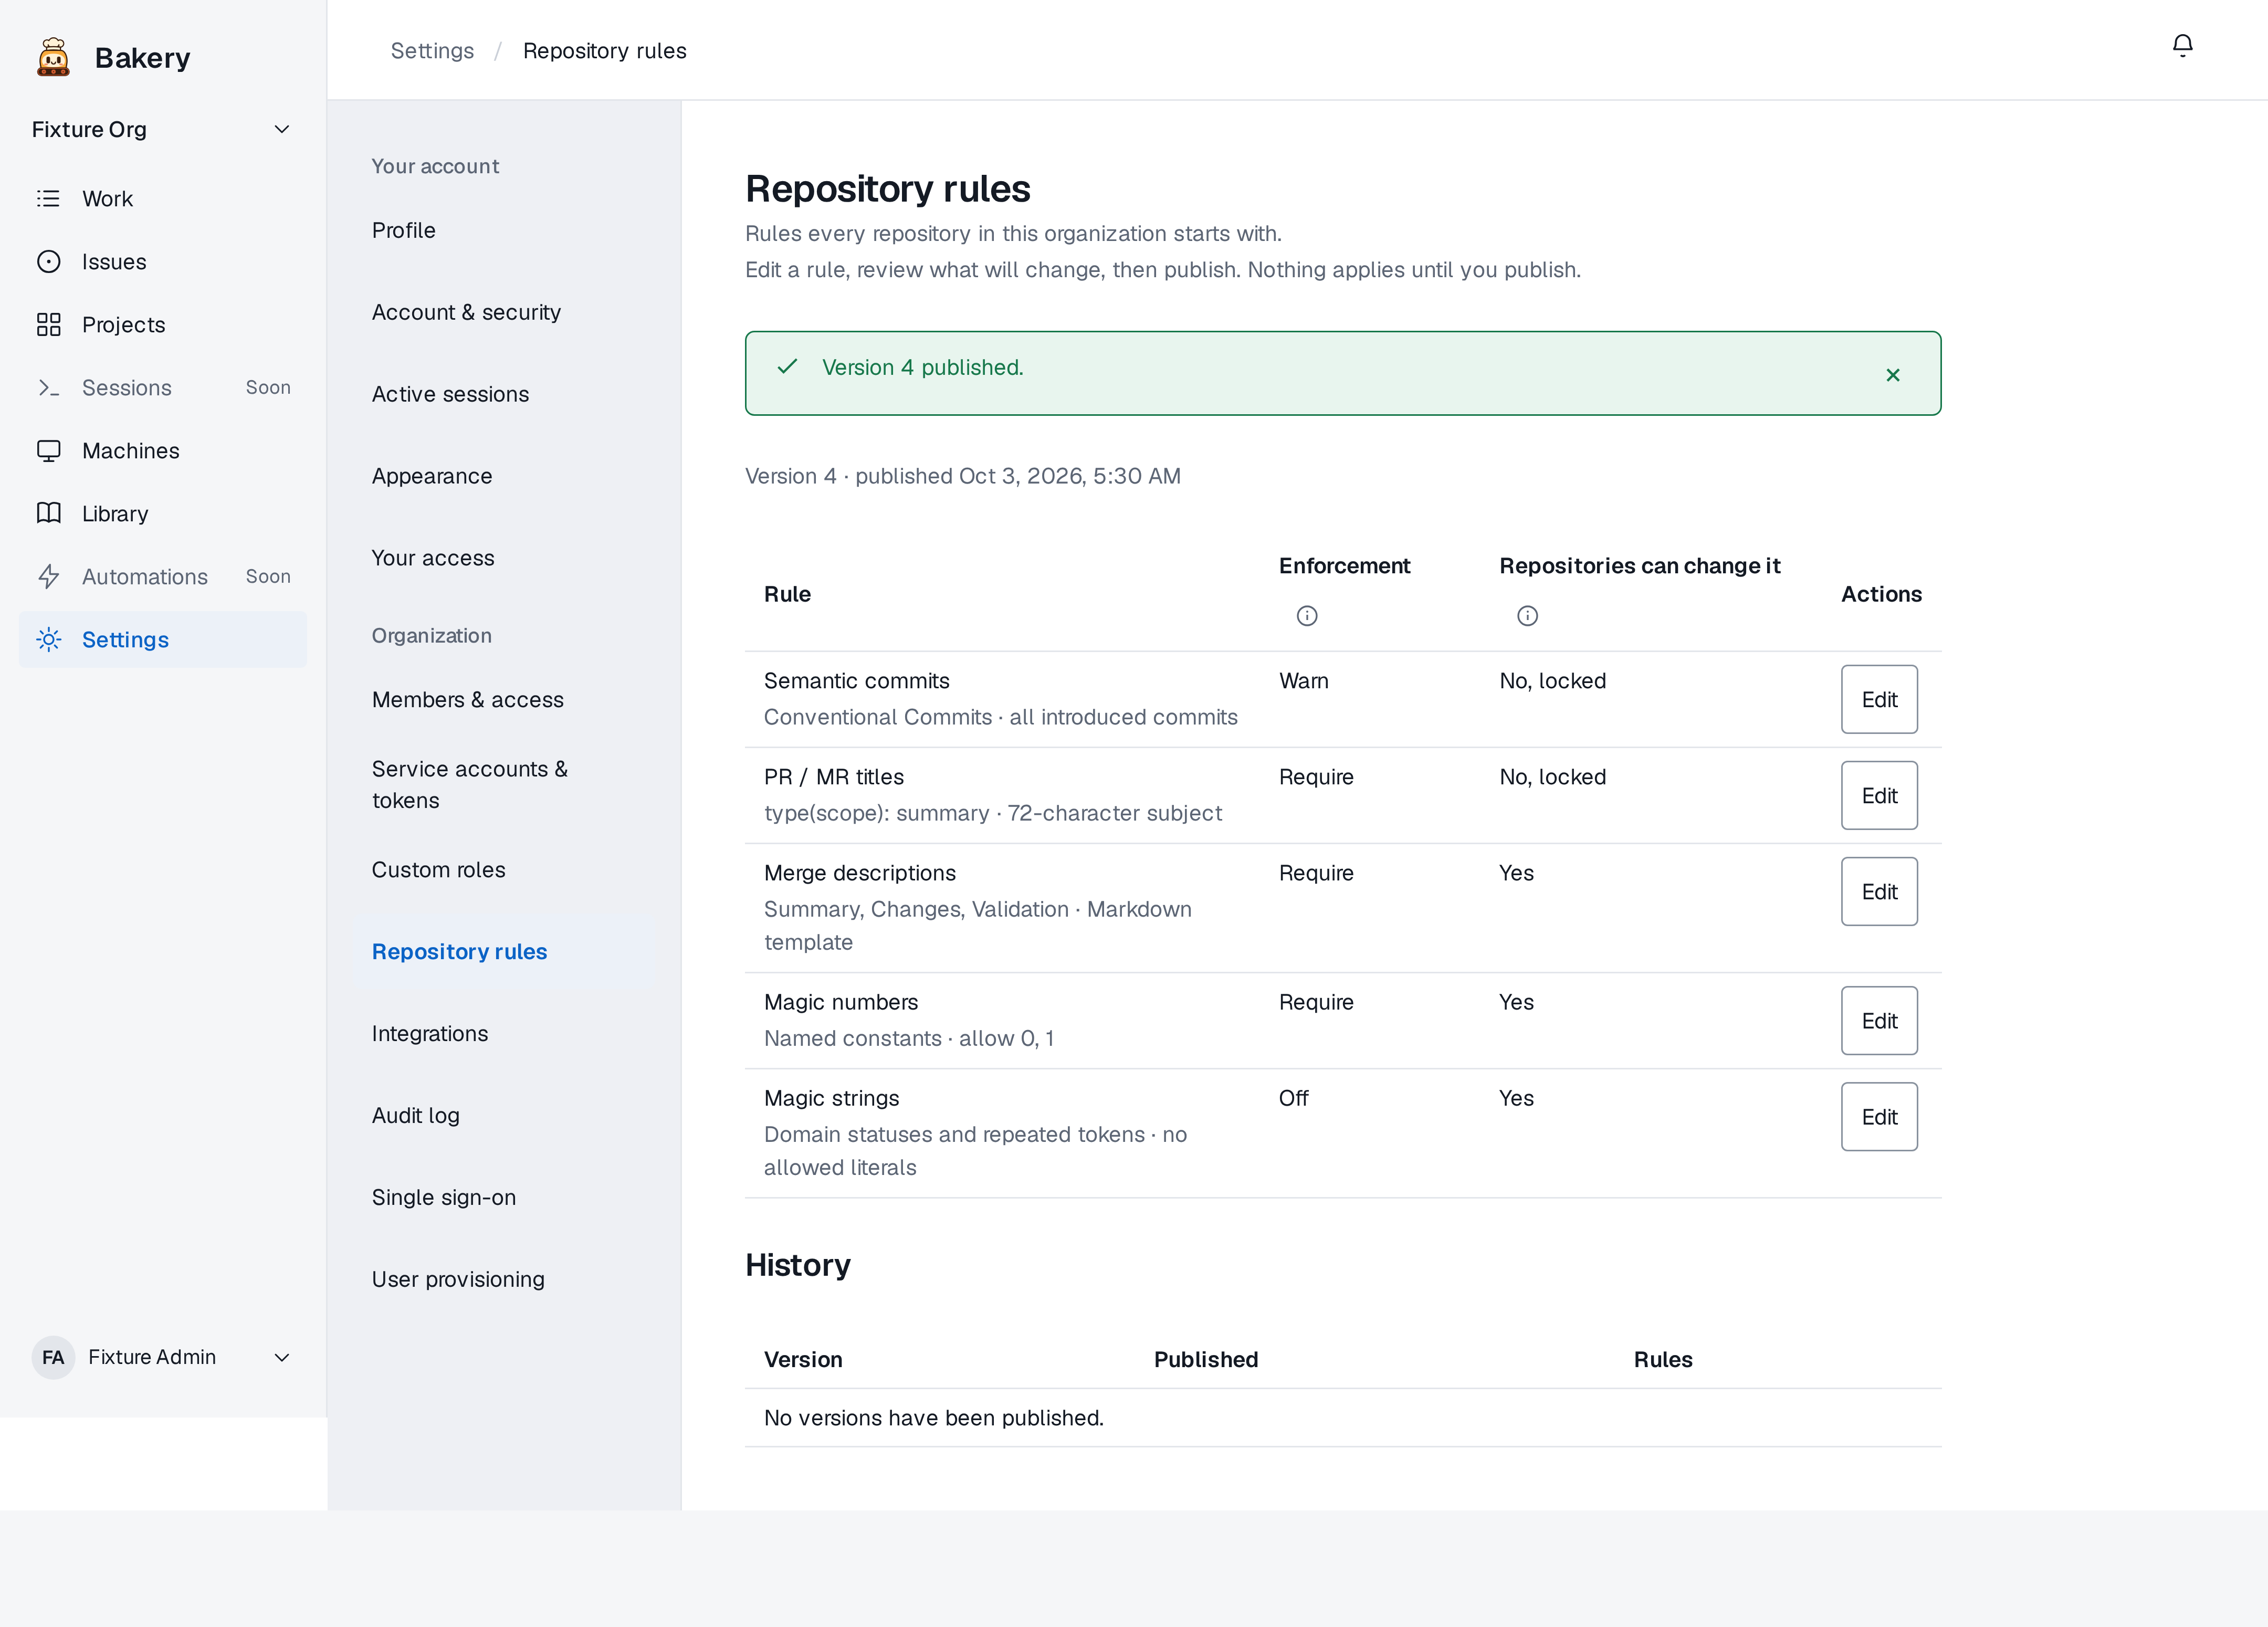 Bakery
Fixture Org
Work
Issues
Projects
Sessions Soon
Machines
Library
Automations Soon
Settings
FA Fixture Admin
Settings / Repository rules
Your account
Profile
Account & security
Active sessions
Appearance
Your access
Organization
Members & access
Service accounts &
tokens
Custom roles
Repository rules
Integrations
Audit log
Single sign-on
User provisioning
Repository rules
Rules every repository in this organization starts with.
Edit a rule, review what will change, then publish. Nothing applies until you publish.
Version 4 published.
Version 4 · published Oct 3, 2026, 5:30 AM
Rule Enforcement Repositories can change it Actions
Semantic commits Warn No, locked Edit
Conventional Commits · all introduced commits
PR / MR titles Require No, locked Edit
type(scope): summary · 72-character subject
Merge descriptions Require Yes Edit
Summary, Changes, Validation · Markdown
template
Magic numbers Require Yes Edit
Named constants · allow 0, 1
Magic strings Off Yes Edit
Domain statuses and repeated tokens · no
allowed literals
History
Version Published Rules
No versions have been published.